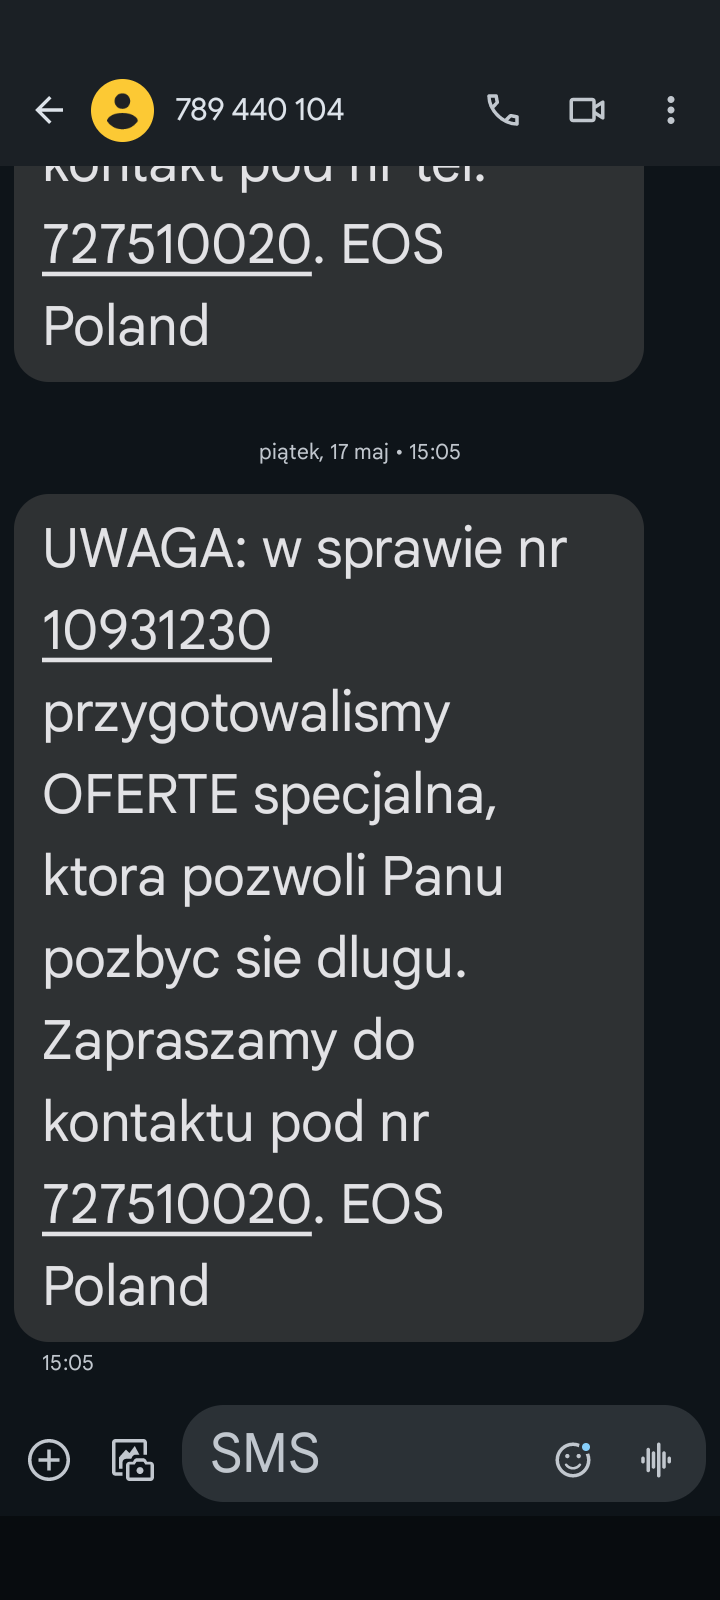 789 440 104
kontakt pod nr tel.
727510020. EOS
Poland
piątek, 17 maj • 15:05
UWAGA: w sprawie nr
10931230
przygotowalismy
OFERTE specjalna,
ktora pozwoli Panu
pozbyc sie dlugu.
Zapraszamy do
kontaktu pod nr
727510020. EOS
Poland
15:05
SMS